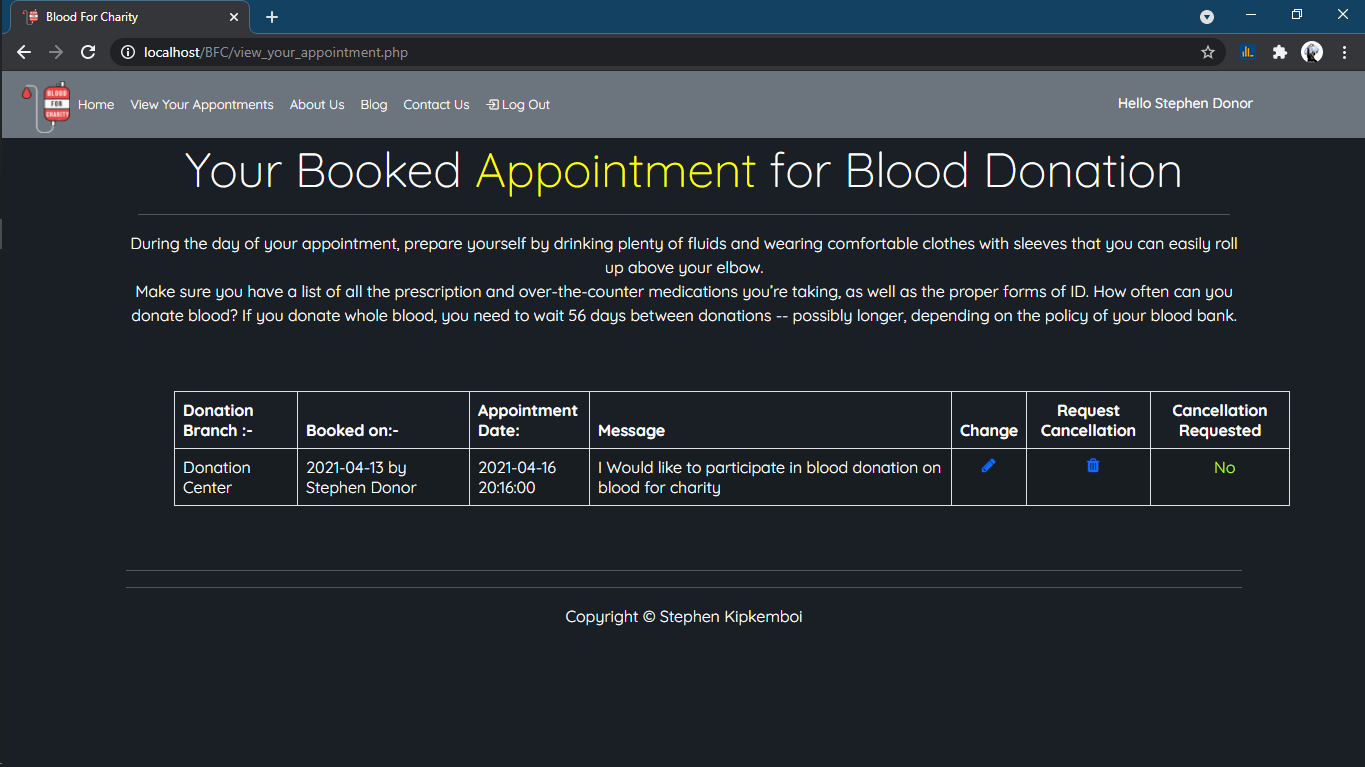 Blood For Charity
localhost/BFC/view_your_appointment.php
BLOOD
FOR
CHARITY
Home View Your Appontments About Us Blog Contact Us Log Out
Hello Stephen Donor
Your Booked Appointment for Blood Donation
During the day of your appointment, prepare yourself by drinking plenty of fluids and wearing comfortable clothes with sleeves that you can easily roll
up above your elbow.
Make sure you have a list of all the prescription and over-the-counter medications you’re taking, as well as the proper forms of ID. How often can you
donate blood? If you donate whole blood, you need to wait 56 days between donations -- possibly longer, depending on the policy of your blood bank.
Donation
Branch :-
Booked on:-
Appointment
Date:
Message
Change
Request
Cancellation
Cancellation
Requested
Donation
Center
2021-04-13 by
Stephen Donor
2021-04-16
20:16:00
I Would like to participate in blood donation on
blood for charity
No
Copyright © Stephen Kipkemboi